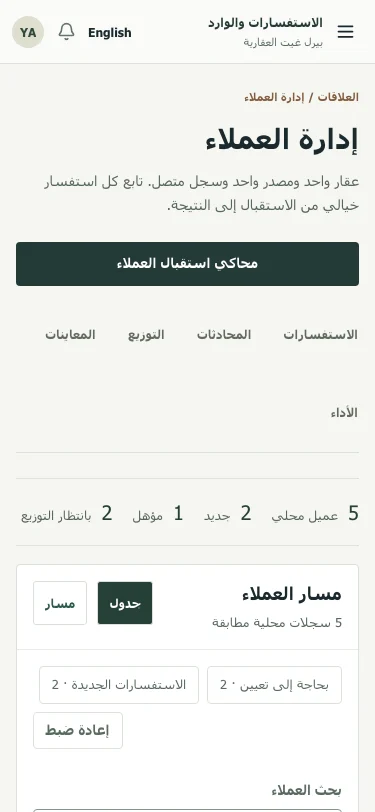 الاستفسارات والوارد
بيرل غيت العقارية
English
YA
العلاقات / إدارة العملاء
إدارة العملاء
عقار واحد ومصدر واحد وسجل متصل. تابع كل استفسار
خيالي من الاستقبال إلى النتيجة.
محاكي استقبال العملاء
الاستفسارات المحادثات التوزيع المعاينات
الأداء
5 عميل محلي 2 جديد 1 مؤهل 2 بانتظار التوزيع
مسار العملاء
5 سجلات محلية مطابقة
جدول مسار
بحاجة إلى تعيين · 2 الاستفسارات الجديدة · 2
إعادة ضبط
بحث العملاء